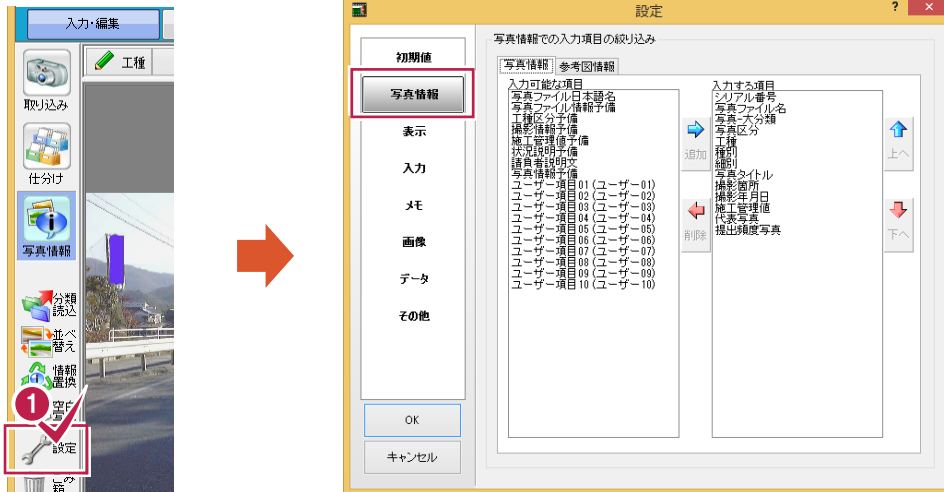 入力・編集
工種
取り込み
仕分け
写真情報
分類
読込
並べ
替え
情報
置換
1
設定
ごみ
箱
設定
?
×
初期値
写真情報
表示
入力
メモ
画像
データ
その他
OK
キャンセル
写真情報での入力項目の絞り込み
写真情報
参考図情報
入力可能な項目
写真ファイル日本語名
写真ファイル情報予備
工種区分予備
撮影情報予備
施工管理値予備
状況説明予備
請負者説明文
写真情報予備
ユーザー項目01(ユーザー01)
ユーザー項目02(ユーザー02)
ユーザー項目03(ユーザー03)
ユーザー項目04(ユーザー04)
ユーザー項目05(ユーザー05)
ユーザー項目06(ユーザー06)
ユーザー項目07(ユーザー07)
ユーザー項目08(ユーザー08)
ユーザー項目09(ユーザー09)
ユーザー項目10(ユーザー10)
追加
削除
入力する項目
シリアル番号
写真ファイル名
写真-大分類
写真区分
工種
種別
細別
写真タイトル
撮影箇所
撮影年月日
施工管理値
代表写真
提出頻度写真
上へ
下へ